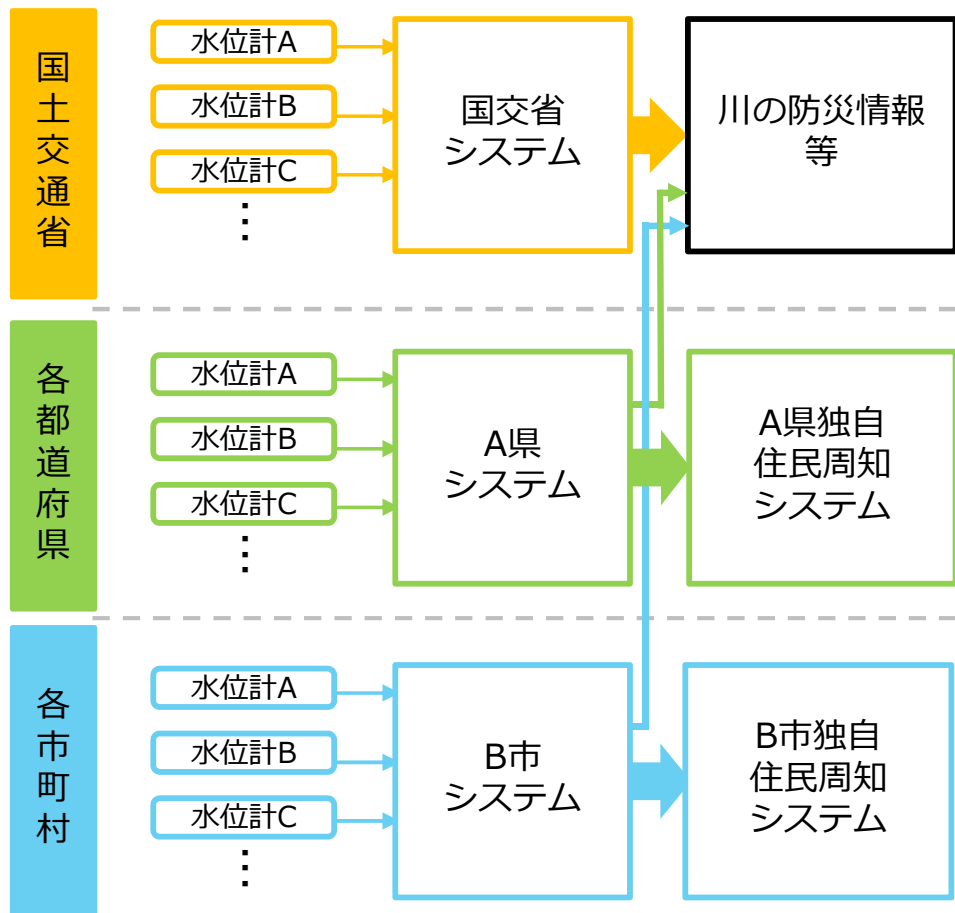 国土交通省
水位計A
水位計B
水位計C
⋮
国交省
システム
川の防災情報
等
各都道府県
水位計A
水位計B
水位計C
⋮
A県
システム
A県独自
住民周知
システム
各市町村
水位計A
水位計B
水位計C
⋮
B市
システム
B市独自
住民周知
システム